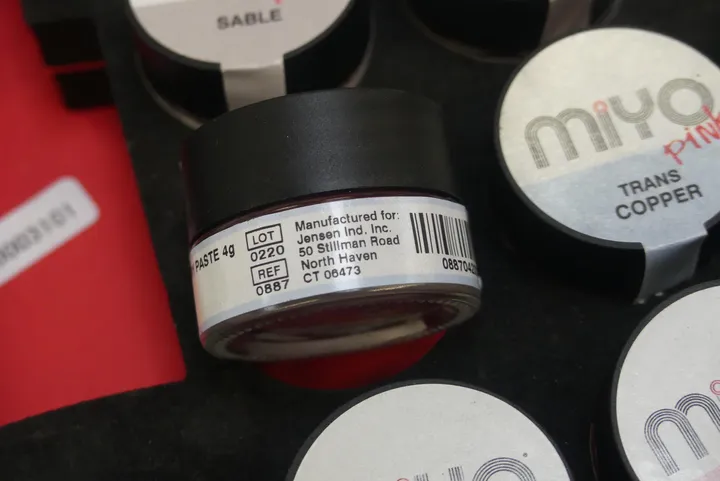 SABLE
miyo
pink
TRANS
COPPER
PASTE 4g
LOT
0220
REF
0887
Manufactured for:
Jensen Ind. Inc.
50 Stillman Road
North Haven
CT 06473
miyo